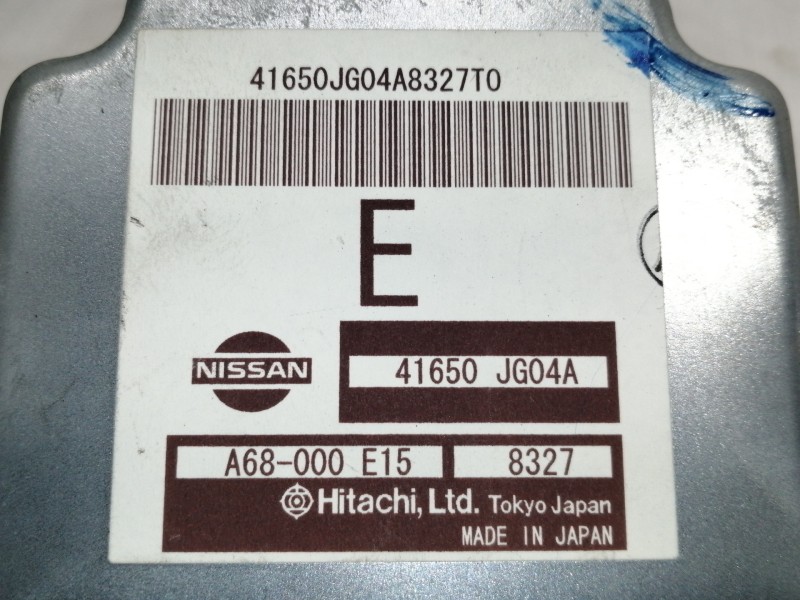 41650JG04A8327T0
E
NISSAN
41650 JG04A
A68-000 E15
8327
Hitachi, Ltd. Tokyo Japan
MADE IN JAPAN